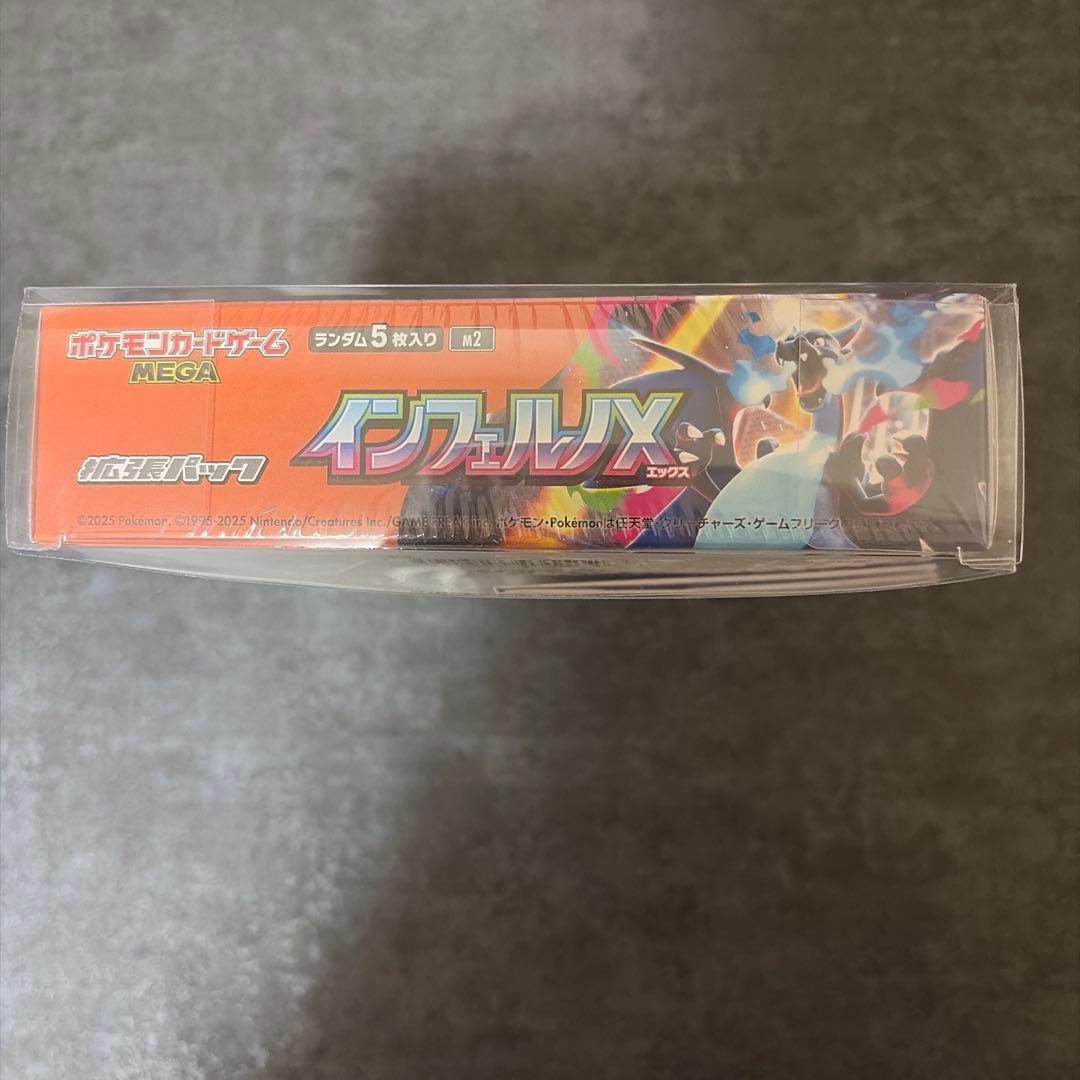 ポケモンカードゲーム
MEGA
ランダム5枚入り
M2
インフェルノX
エックス
拡張パック
©2025 Pokémon. ©1995-2025 Nintendo/Creatures Inc./GAME FREAK inc. ポケモン・Pokémonは任天堂・クリーチャーズ・ゲームフリークの